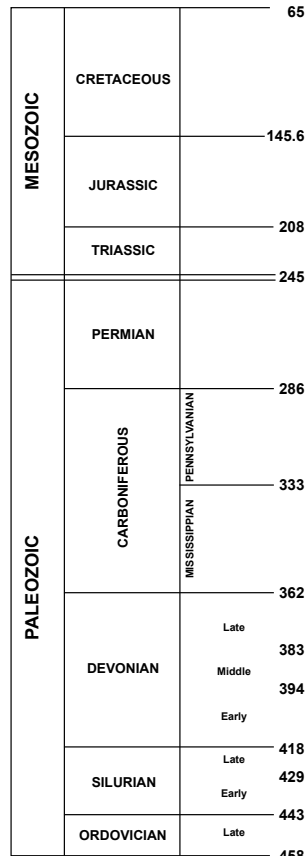 65
CRETACEOUS
MESOZOIC
145.6
JURASSIC
208
TRIASSIC
245
PERMIAN
286
PENNSYLVANIAN
CARBONIFEROUS
333
MISSISSIPPIAN
PALEOZOIC
362
Late
383
DEVONIAN
Middle
394
Early
418
Late
429
SILURIAN
Early
443
ORDOVICIAN
Late
458